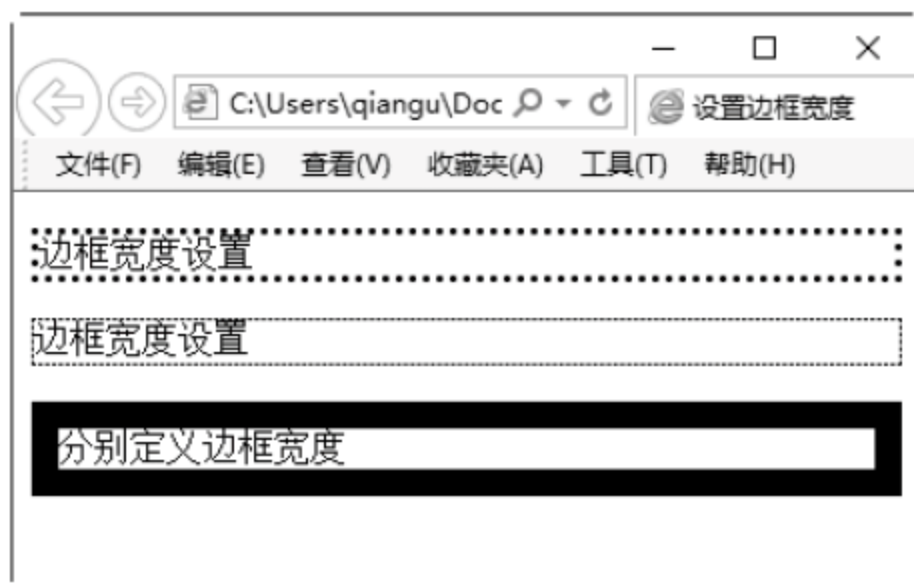 C:\Users\qiangu\Doc
设置边框宽度
文件(F) 编辑(E) 查看(V) 收藏夹(A) 工具(T) 帮助(H)
边框宽度设置
边框宽度设置
分别定义边框宽度